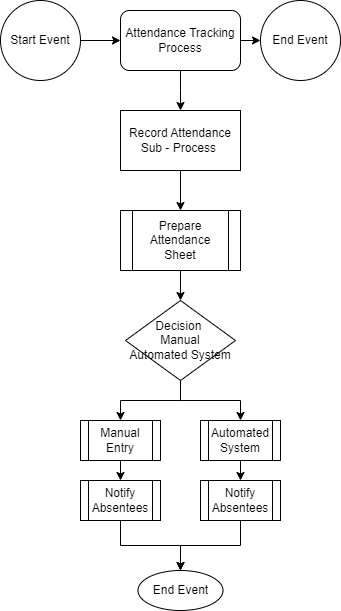 Start Event
Attendance Tracking
Process
End Event
Record Attendance
Sub - Process
Prepare
Attendance
Sheet
Decision
Manual
Automated System
Manual
Entry
Automated
System
Notify
Absentees
Notify
Absentees
End Event